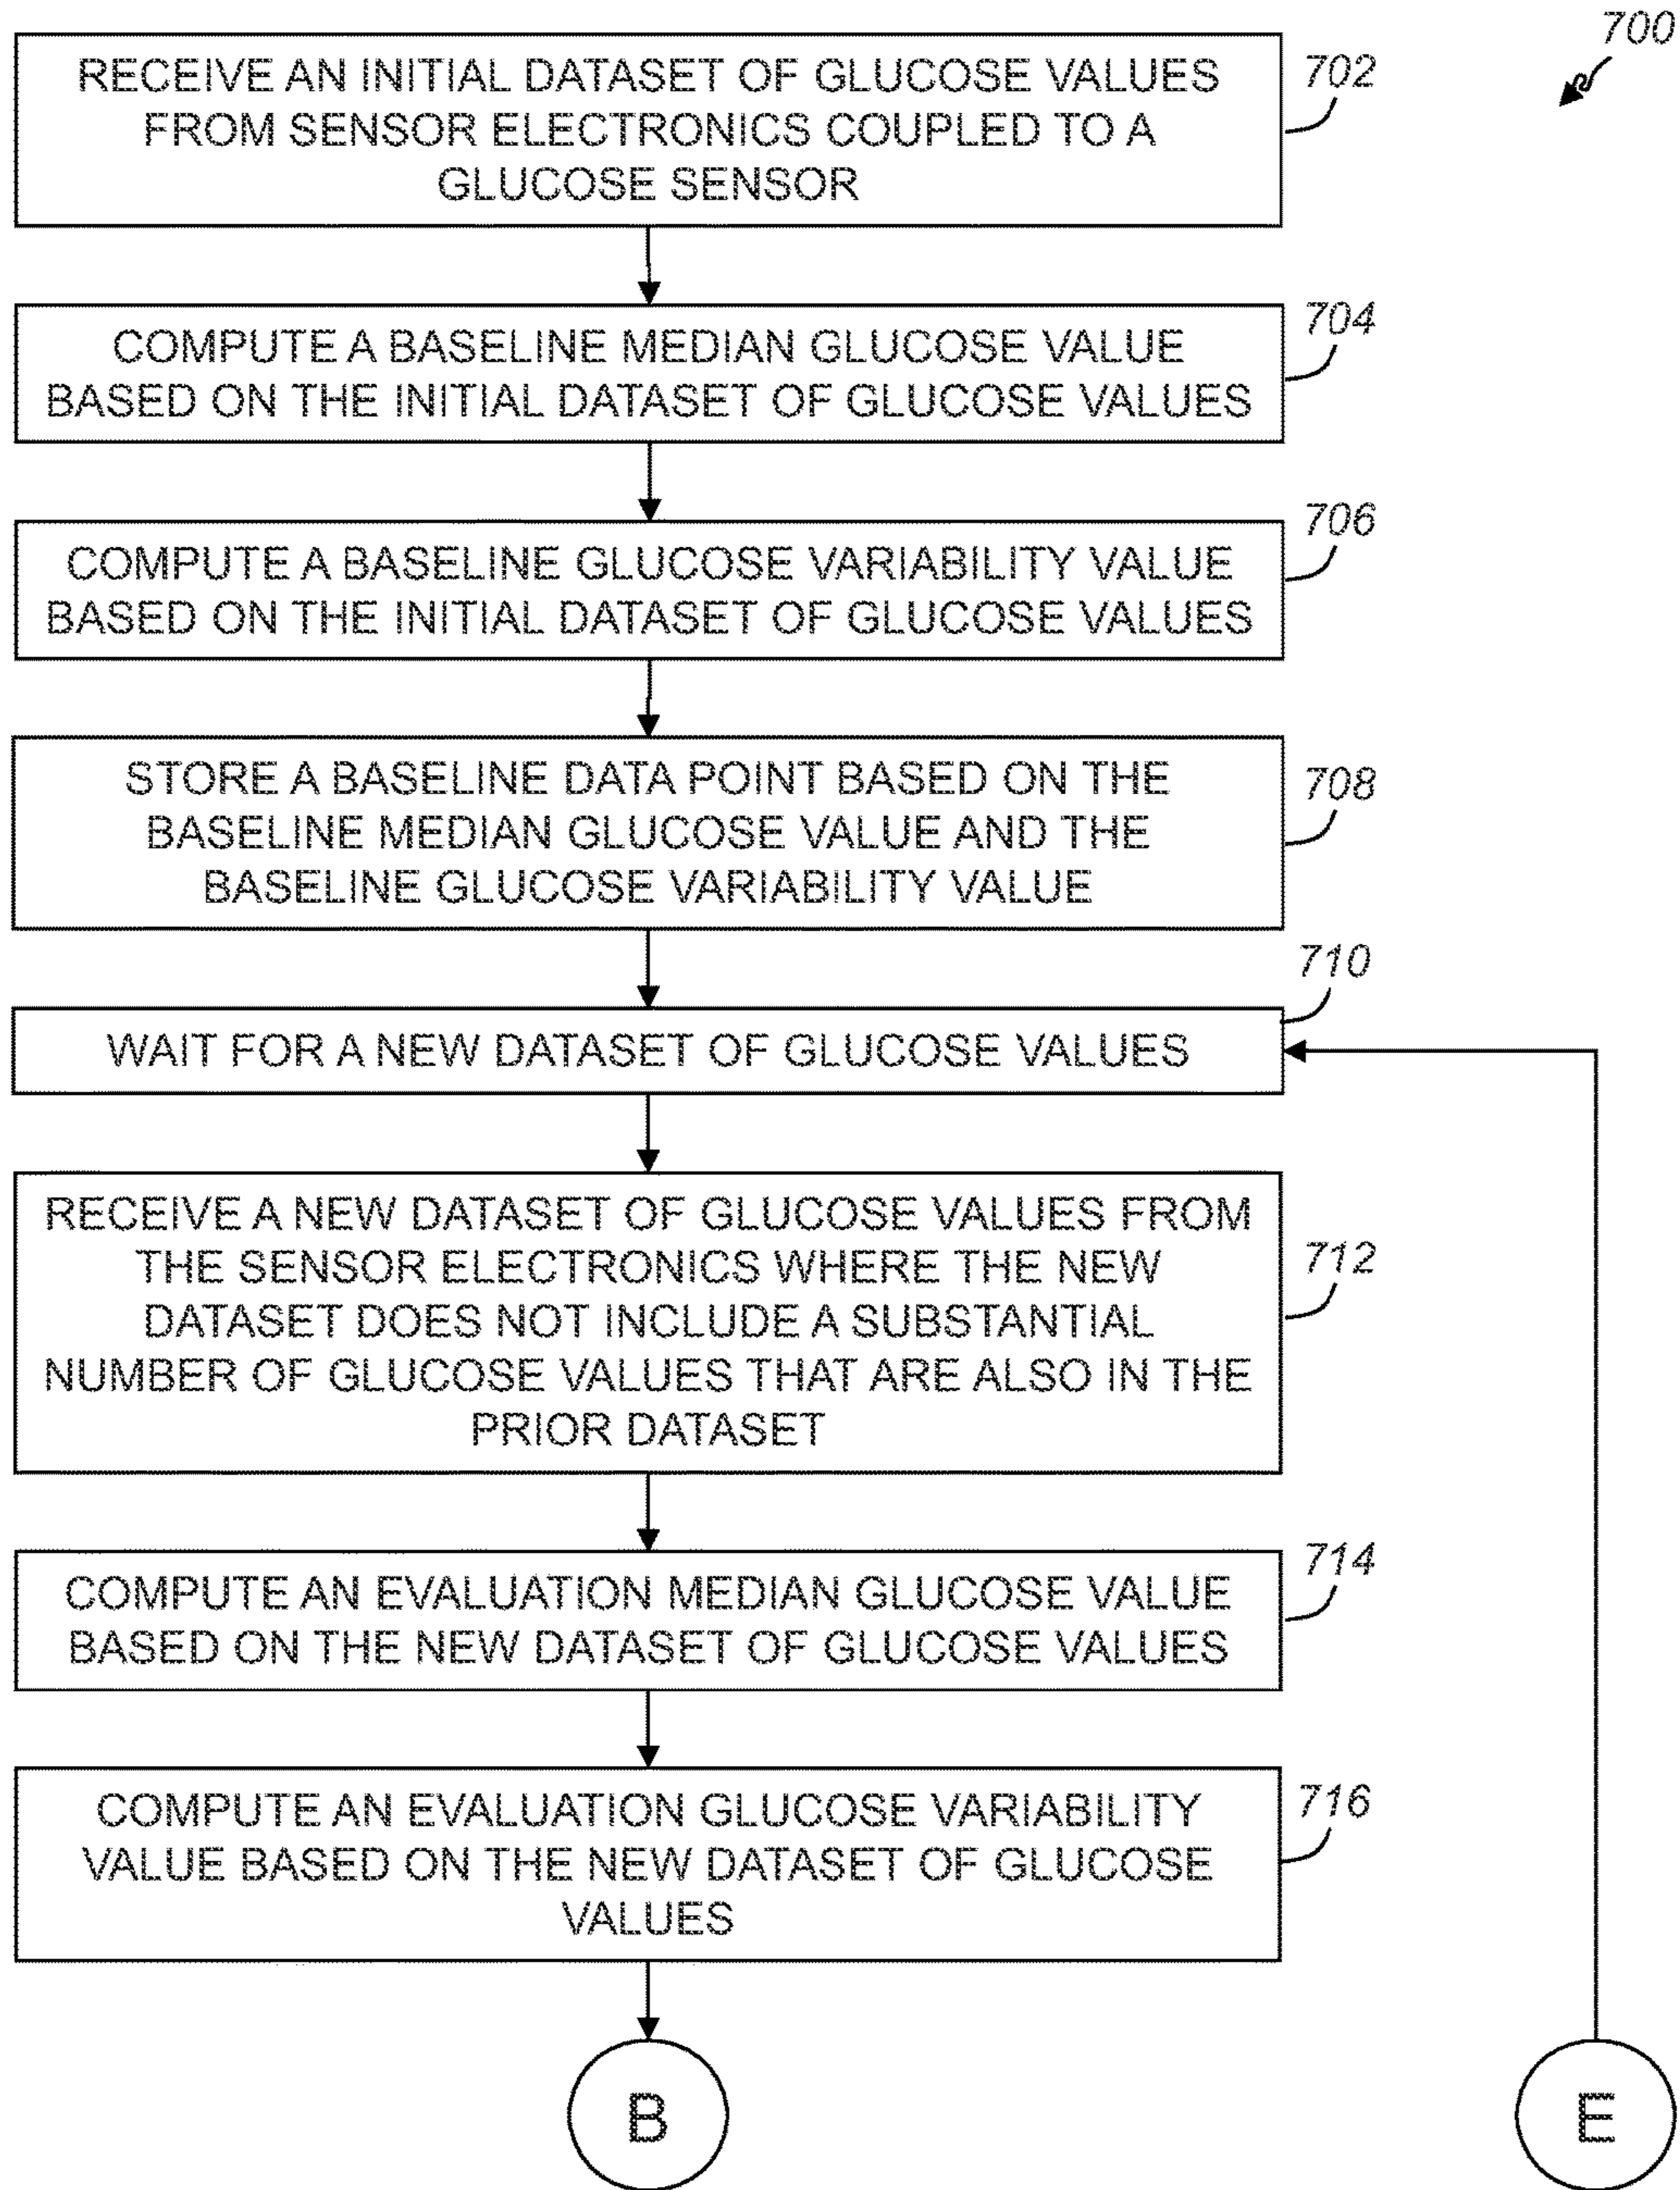 700
RECEIVE AN INITIAL DATASET OF GLUCOSE VALUES
FROM SENSOR ELECTRONICS COUPLED TO A
GLUCOSE SENSOR
702
COMPUTE A BASELINE MEDIAN GLUCOSE VALUE
BASED ON THE INITIAL DATASET OF GLUCOSE VALUES
704
COMPUTE A BASELINE GLUCOSE VARIABILITY VALUE
BASED ON THE INITIAL DATASET OF GLUCOSE VALUES
706
STORE A BASELINE DATA POINT BASED ON THE
BASELINE MEDIAN GLUCOSE VALUE AND THE
BASELINE GLUCOSE VARIABILITY VALUE
708
WAIT FOR A NEW DATASET OF GLUCOSE VALUES
710
RECEIVE A NEW DATASET OF GLUCOSE VALUES FROM
THE SENSOR ELECTRONICS WHERE THE NEW
DATASET DOES NOT INCLUDE A SUBSTANTIAL
NUMBER OF GLUCOSE VALUES THAT ARE ALSO IN THE
PRIOR DATASET
712
COMPUTE AN EVALUATION MEDIAN GLUCOSE VALUE
BASED ON THE NEW DATASET OF GLUCOSE VALUES
714
COMPUTE AN EVALUATION GLUCOSE VARIABILITY
VALUE BASED ON THE NEW DATASET OF GLUCOSE
VALUES
716
B
E